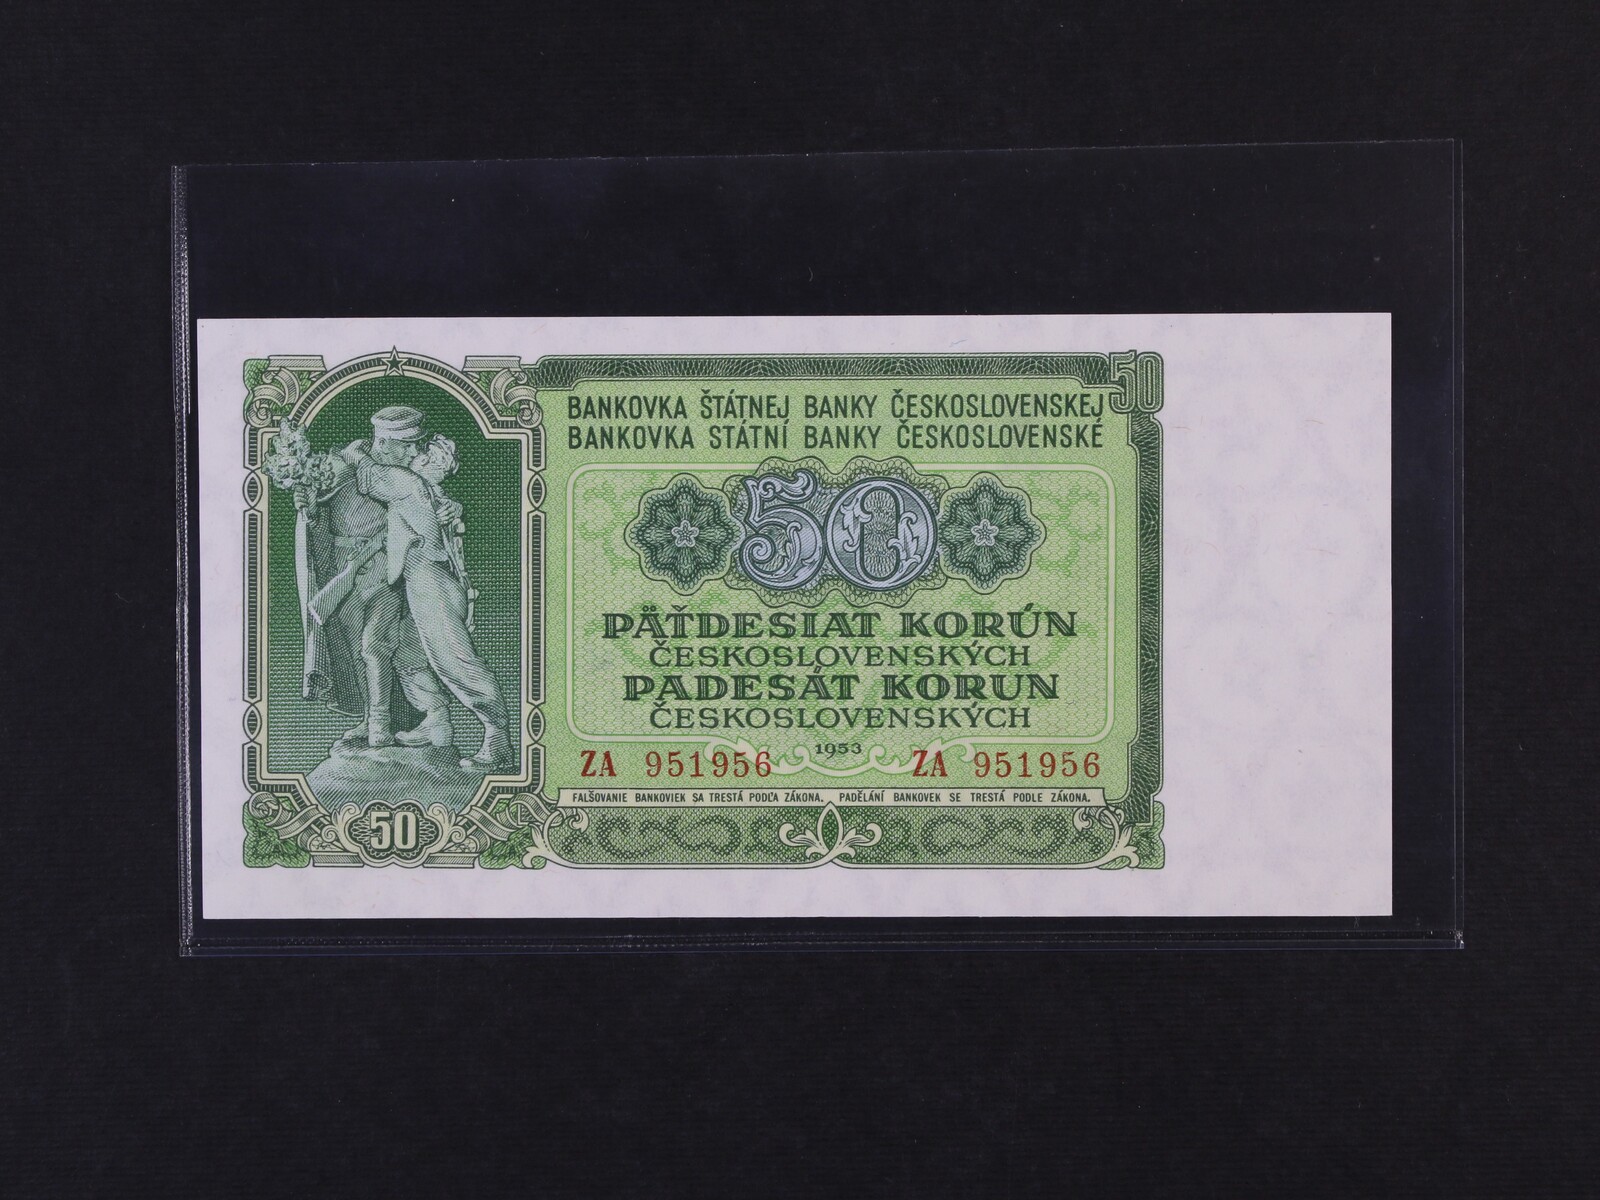 50
BANKOVKA ŠTÁTNEJ BANKY ČESKOSLOVENSKEJ
BANKOVKA STÁTNÍ BANKY ČESKOSLOVENSKÉ
50
PÄŤDESIAT KORÚN
ČESKOSLOVENSKÝCH
PADESÁT KORUN
ČESKOSLOVENSKÝCH
1953
ZA 951956 ZA 951956
FALŠOVANIE BANKOVIEK SA TRESTÁ PODĽA ZÁKONA. PADĚLÁNÍ BANKOVEK SE TRESTÁ PODLE ZÁKONA.
50